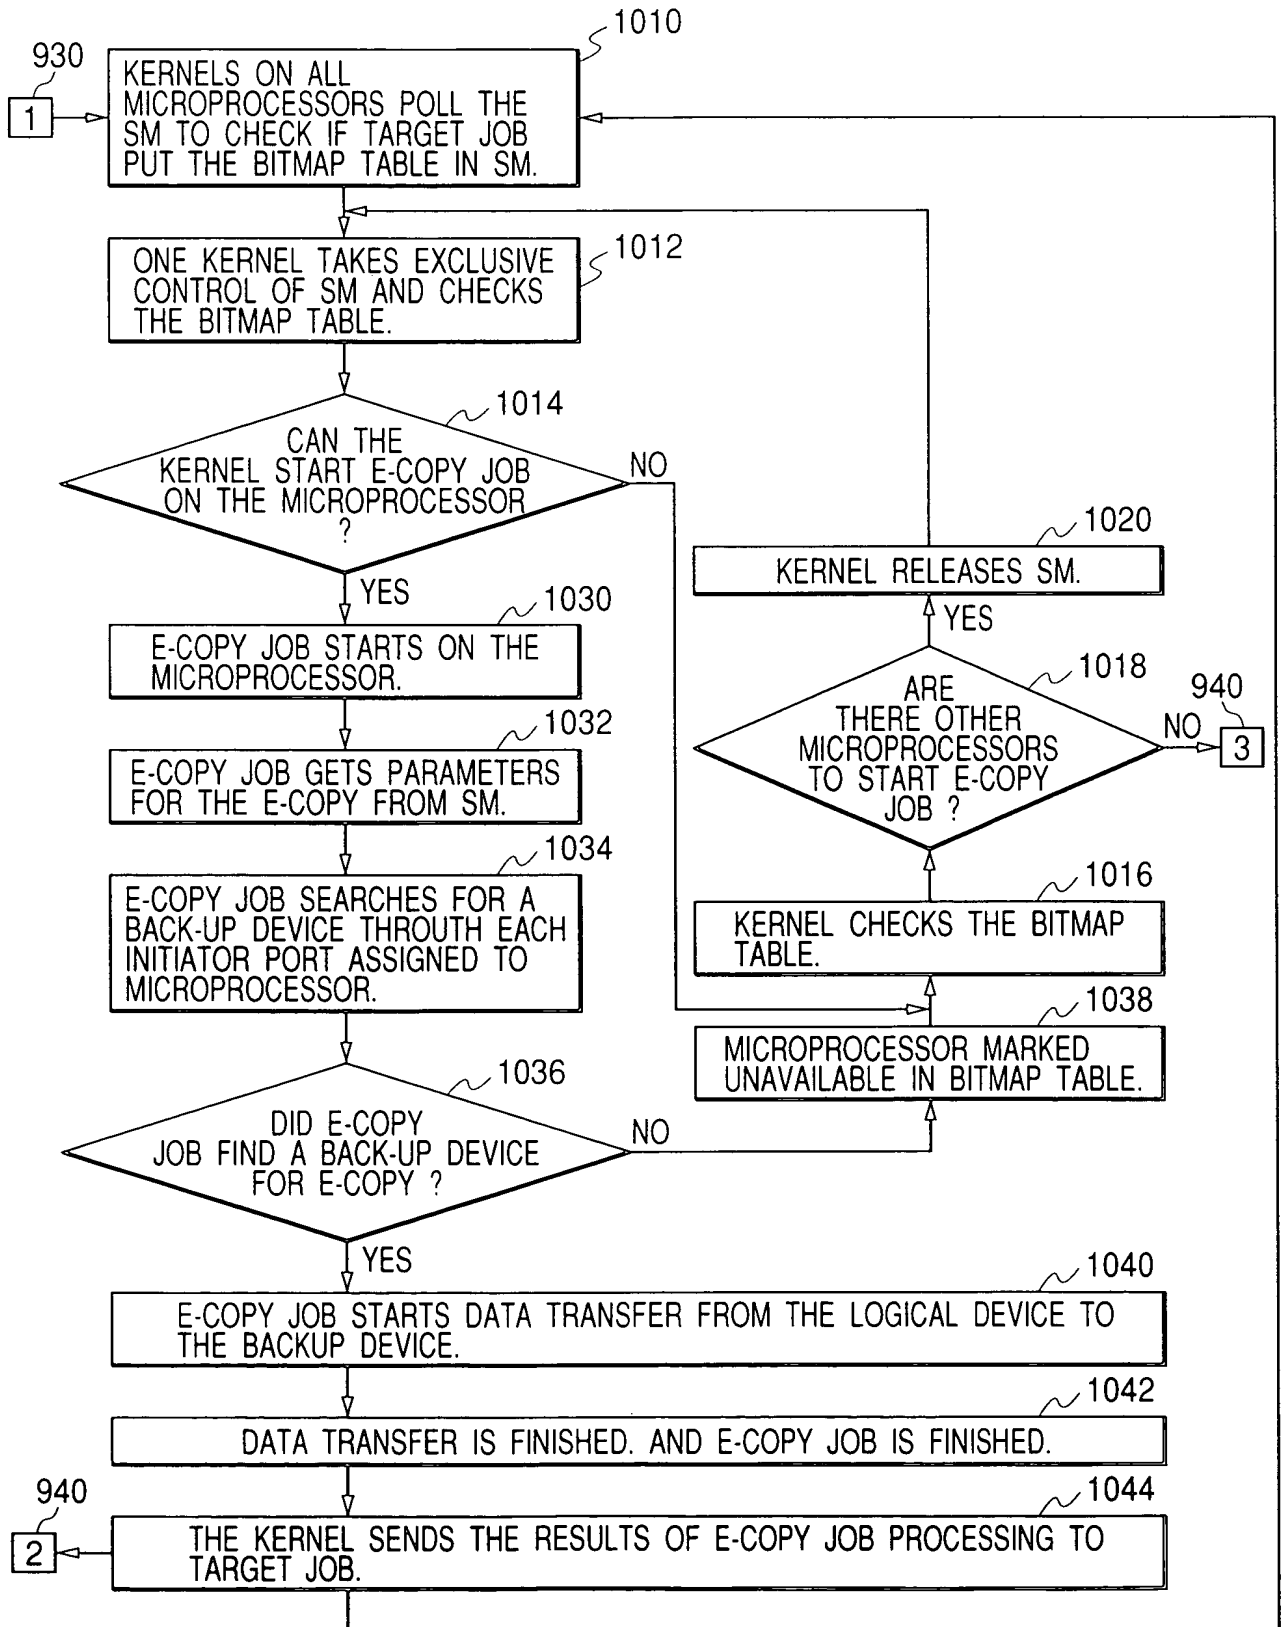 1010
930
1
KERNELS ON ALL
MICROPROCESSORS POLL THE
SM TO CHECK IF TARGET JOB
PUT THE BITMAP TABLE IN SM.
1012
ONE KERNEL TAKES EXCLUSIVE
CONTROL OF SM AND CHECKS
THE BITMAP TABLE.
1014
CAN THE
KERNEL START E-COPY JOB
ON THE MICROPROCESSOR
?
NO
YES
1020
KERNEL RELEASES SM.
YES
1030
E-COPY JOB STARTS ON THE
MICROPROCESSOR.
1018
ARE
THERE OTHER
MICROPROCESSORS
TO START E-COPY
JOB ?
NO
940
3
1032
E-COPY JOB GETS PARAMETERS
FOR THE E-COPY FROM SM.
1034
E-COPY JOB SEARCHES FOR A
BACK-UP DEVICE THROUTH EACH
INITIATOR PORT ASSIGNED TO
MICROPROCESSOR.
1016
KERNEL CHECKS THE BITMAP
TABLE.
1038
MICROPROCESSOR MARKED
UNAVAILABLE IN BITMAP TABLE.
1036
DID E-COPY
JOB FIND A BACK-UP DEVICE
FOR E-COPY ?
NO
YES
1040
E-COPY JOB STARTS DATA TRANSFER FROM THE LOGICAL DEVICE TO
THE BACKUP DEVICE.
1042
DATA TRANSFER IS FINISHED. AND E-COPY JOB IS FINISHED.
1044
940
2
THE KERNEL SENDS THE RESULTS OF E-COPY JOB PROCESSING TO
TARGET JOB.